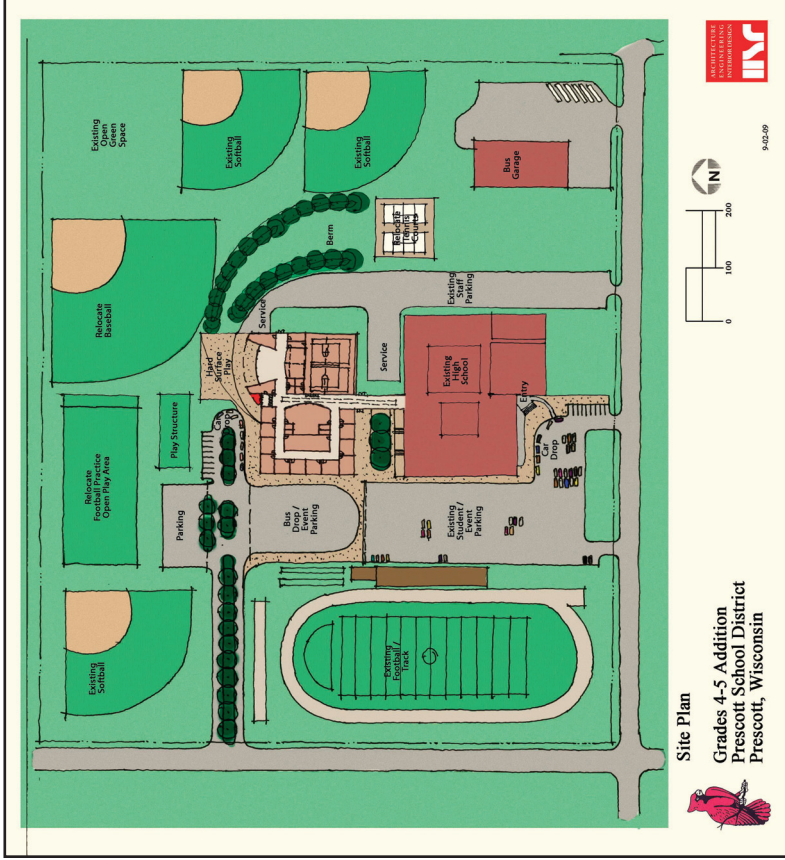 Existing
Open
Green
Space
Existing
Softball
Existing
Softball
Bus
Garage
Relocate
Baseball
Berm
Relocate
Tennis
Courts
Service
Existing
Staff
Parking
Hard
Surface
Play
Service
Existing
High
School
Entry
Relocate
Football Practice
Open Play Area
Play Structure
Car
Drop
Car
Drop
Parking
Bus
Drop /
Event
Parking
Existing
Student /
Event
Parking
Existing
Softball
Existing
Football /
Track
ARCHITECTURE
ENGINEERING
INTERIOR DESIGN
9-02-09
N
0
100
200
Site Plan
Grades 4-5 Addition
Prescott School District
Prescott, Wisconsin